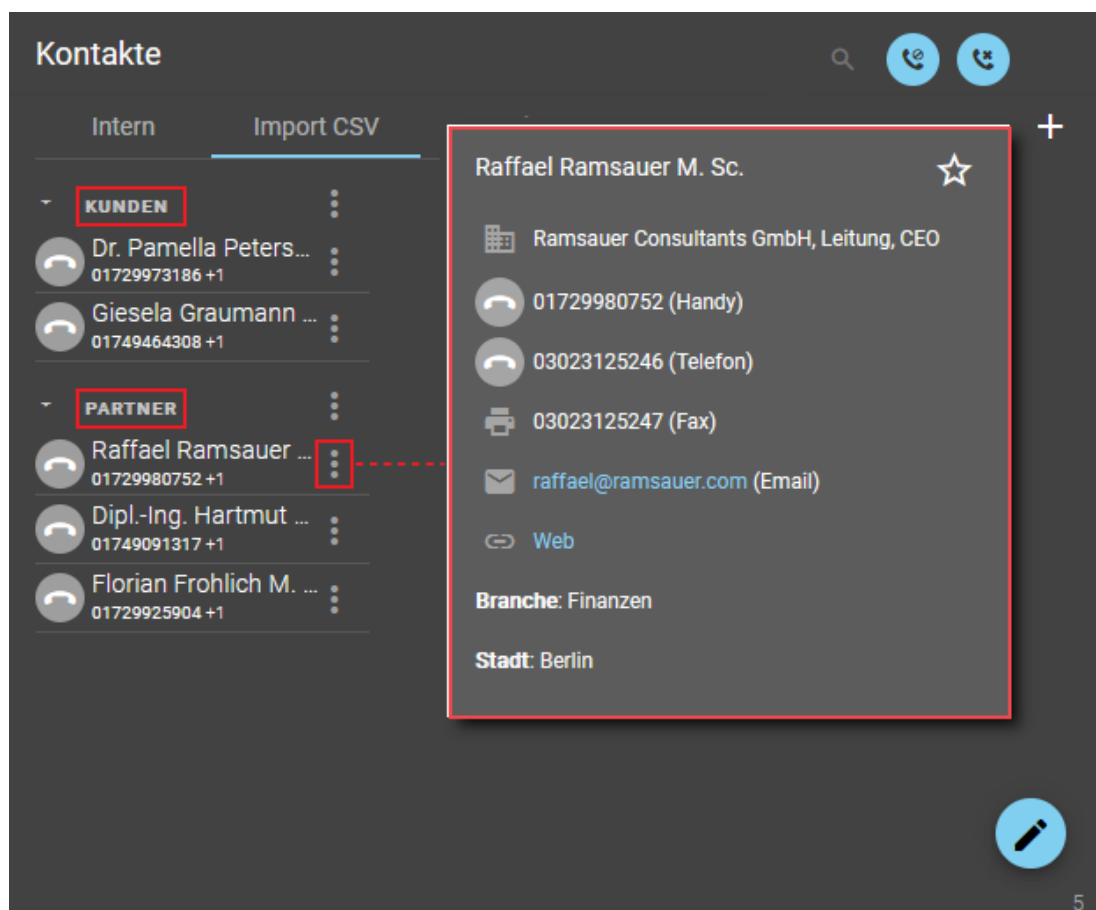 Kontakte
Intern
Import CSV
KUNDEN
Dr. Pamella Peters...
01729973186 +1
Giesela Graumann ...
01749464308 +1
PARTNER
Raffael Ramsauer ...
01729980752 +1
Dipl.-Ing. Hartmut ...
01749091317 +1
Florian Frohlich M. ...
01729925904 +1
Raffael Ramsauer M. Sc.
Ramsauer Consultants GmbH, Leitung, CEO
01729980752 (Handy)
03023125246 (Telefon)
03023125247 (Fax)
raffael@ramsauer.com (Email)
Web
Branche: Finanzen
Stadt: Berlin
5